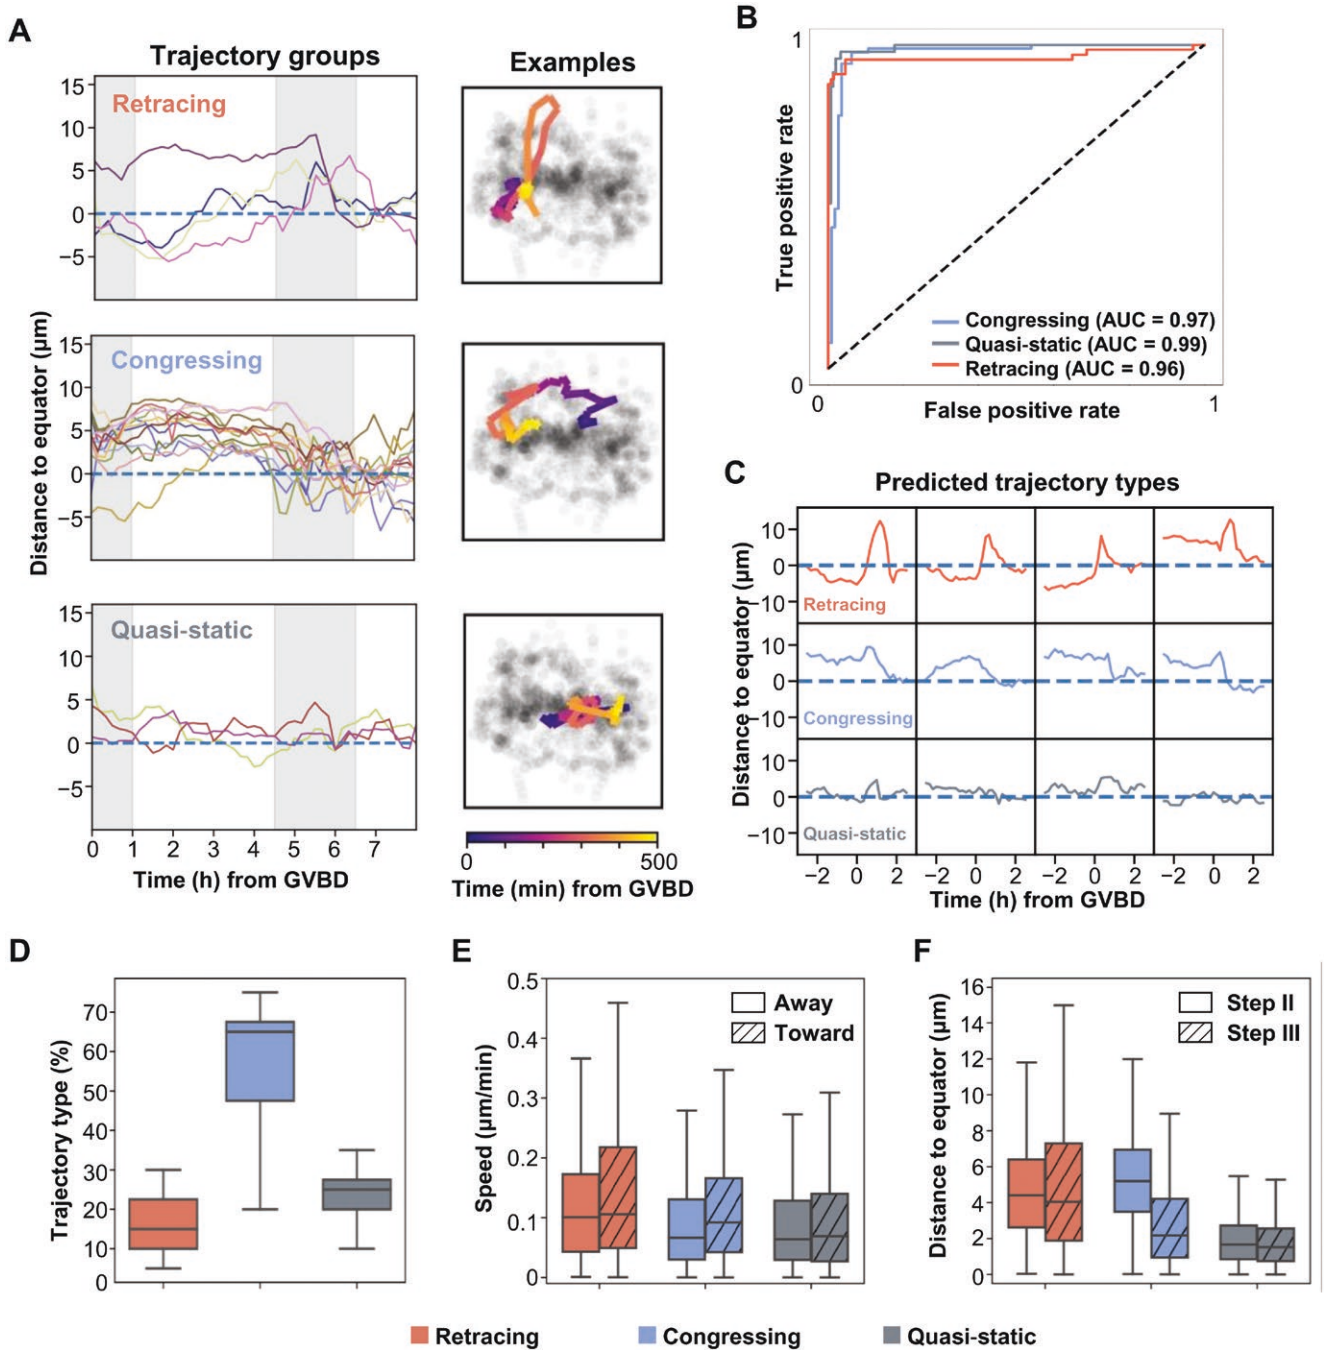 A
Trajectory groups
Examples
Distance to equator (µm)
15
10
5
0
−5
Retracing
15
10
5
0
−5
Congressing
15
10
5
0
−5
Quasi-static
0 1 2 3 4 5 6 7
Time (h) from GVBD
0 500
Time (min) from GVBD
B
True positive rate
1
0
Congressing (AUC = 0.97)
Quasi-static (AUC = 0.99)
Retracing (AUC = 0.96)
0 1
False positive rate
C
Predicted trajectory types
Distance to equator (µm)
10
0
−10
Retracing
10
0
−10
Congressing
10
0
−10
Quasi-static
−2 0 2 −2 0 2 −2 0 2 −2 0 2
Time (h) from GVBD
D
Trajectory type (%)
70
60
50
40
30
20
10
0
E
Speed (µm/min)
0.5
0.4
0.3
0.2
0.1
0
Away
Toward
F
Distance to equator (µm)
16
14
12
10
8
6
4
2
0
Step II
Step III
Retracing Congressing Quasi-static